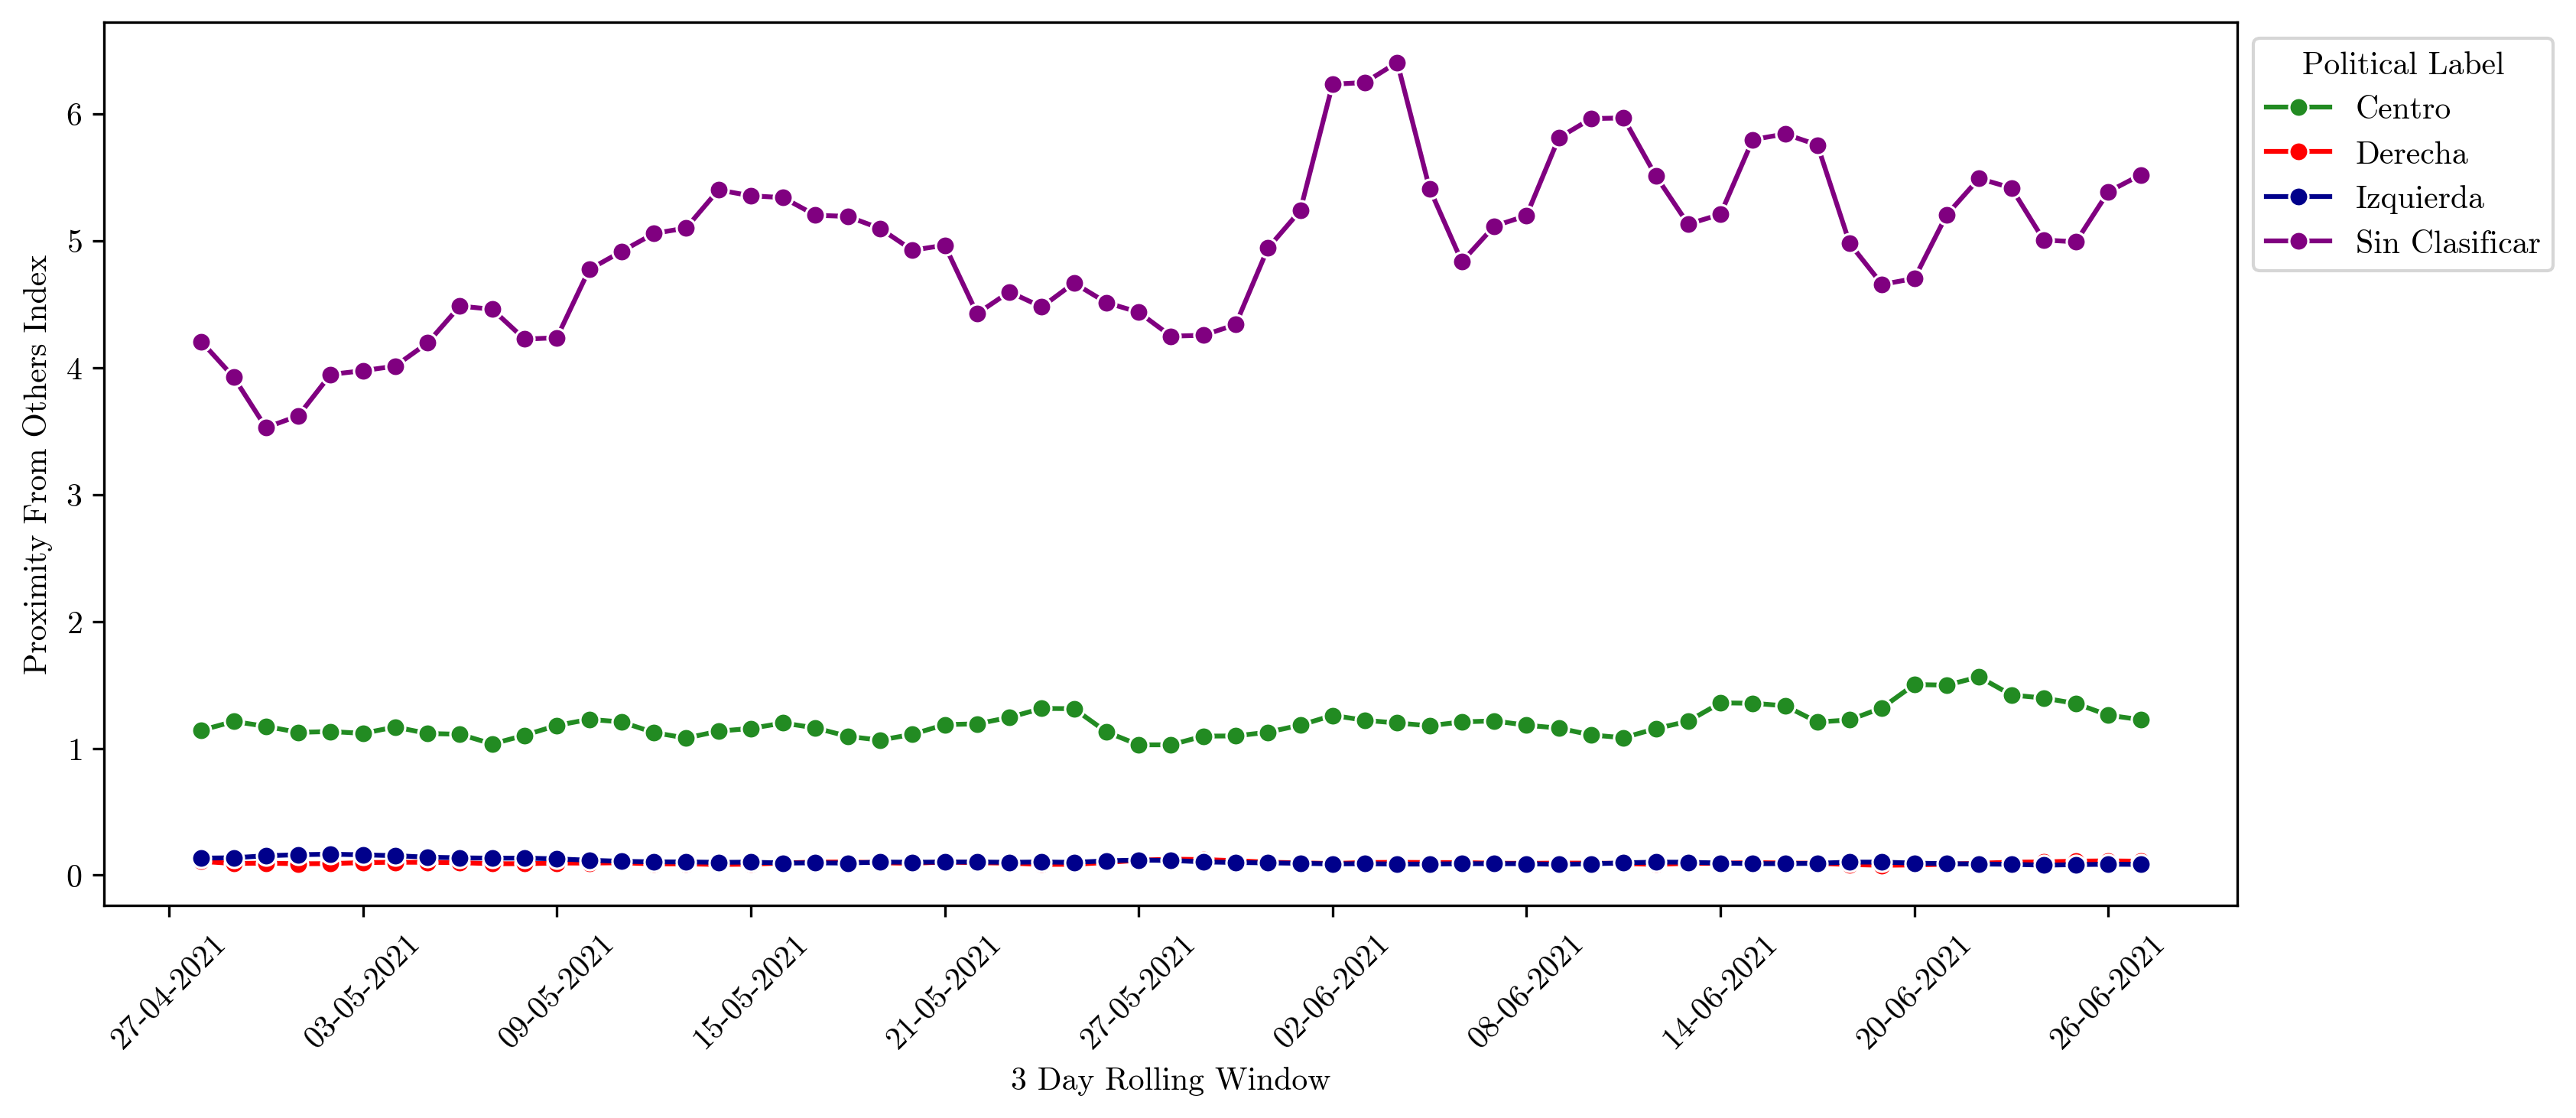 Political Label
Centro
Derecha
Izquierda
Sin Clasificar
Proximity From Others Index
6
5
4
3
2
1
0
27-04-2021
03-05-2021
09-05-2021
15-05-2021
21-05-2021
27-05-2021
02-06-2021
08-06-2021
14-06-2021
20-06-2021
26-06-2021
3 Day Rolling Window